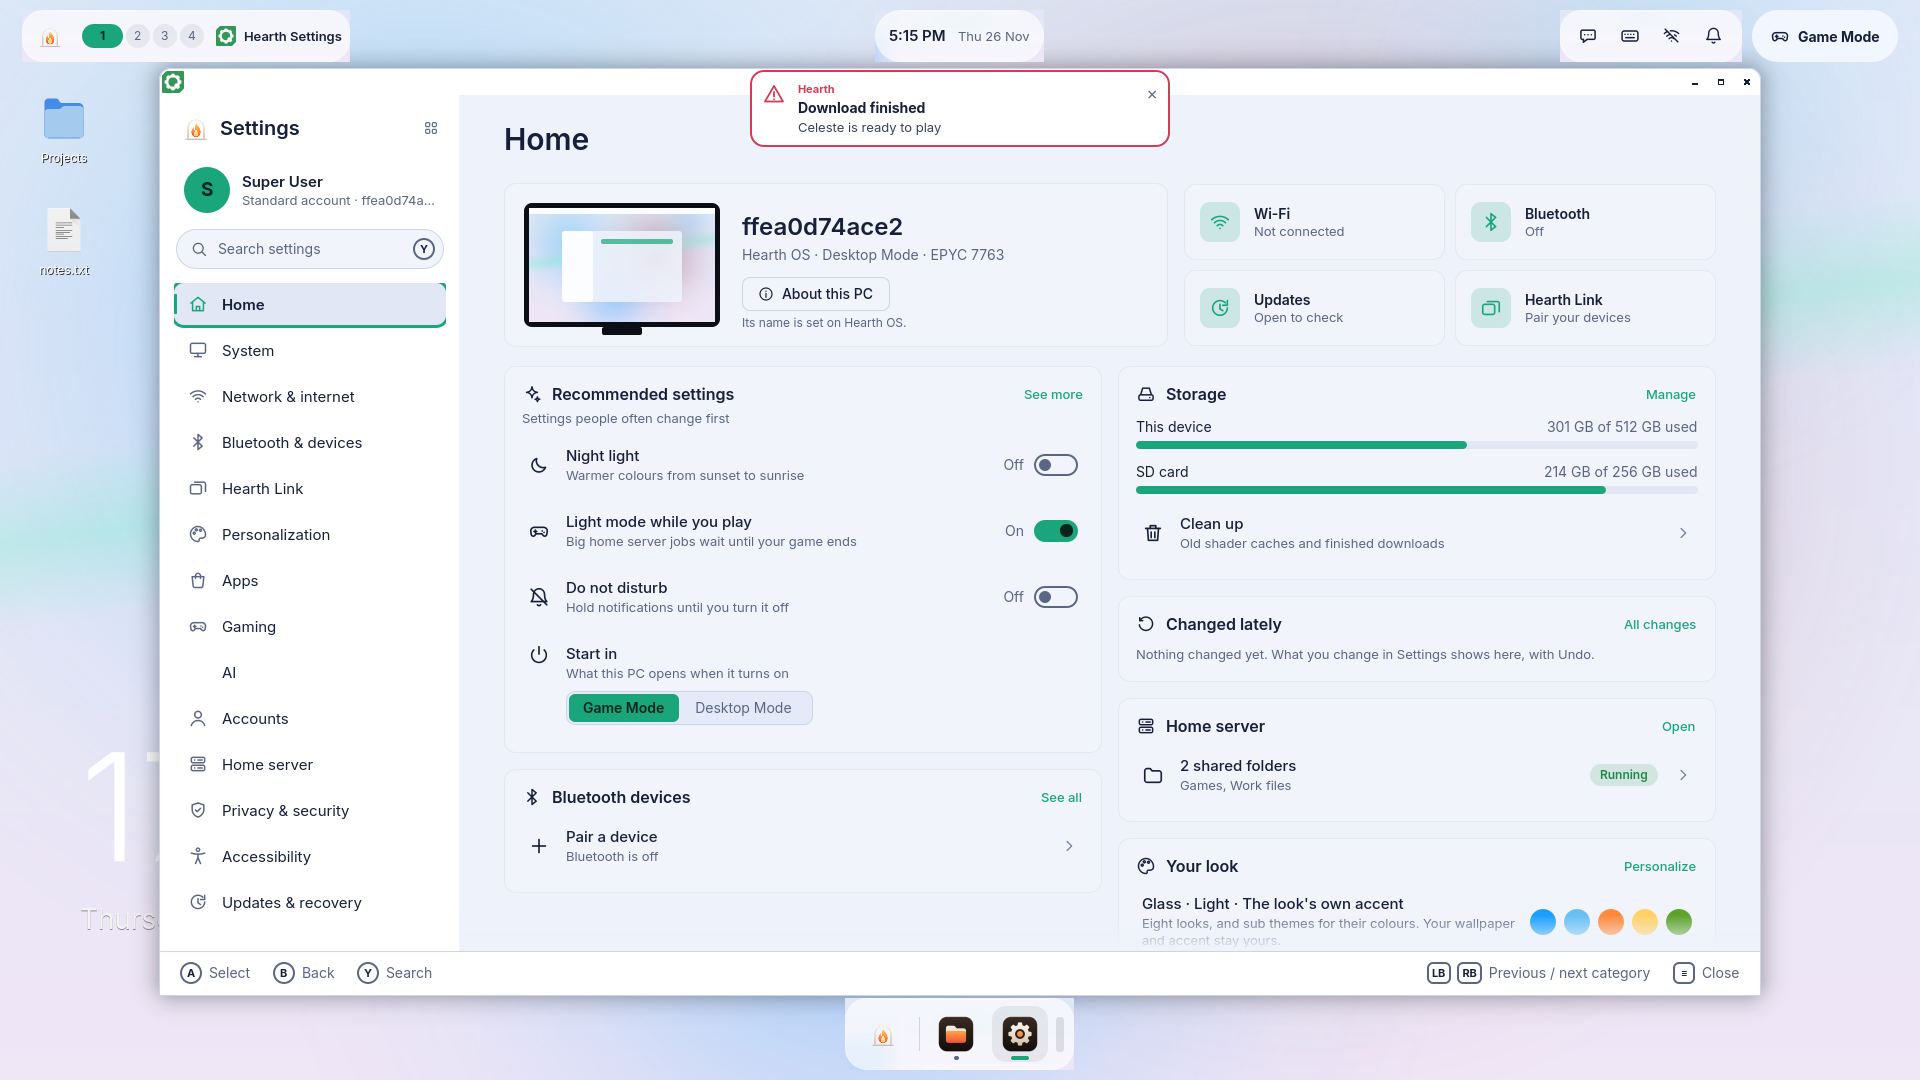 1
2
3
4
Hearth Settings
5:15 PM
Thu 26 Nov
Game Mode
Projects
notes.txt
Hearth
Download finished
Celeste is ready to play
Settings
S
Super User
Standard account · ffea0d74a...
Search settings
Y
Home
System
Network & internet
Bluetooth & devices
Hearth Link
Personalization
Apps
Gaming
AI
Accounts
Home server
Privacy & security
Accessibility
Updates & recovery
Home
ffea0d74ace2
Hearth OS · Desktop Mode · EPYC 7763
About this PC
Its name is set on Hearth OS.
Wi-Fi
Not connected
Bluetooth
Off
Updates
Open to check
Hearth Link
Pair your devices
Recommended settings
See more
Settings people often change first
Night light
Warmer colours from sunset to sunrise
Off
Light mode while you play
Big home server jobs wait until your game ends
On
Do not disturb
Hold notifications until you turn it off
Off
Start in
What this PC opens when it turns on
Game Mode
Desktop Mode
Bluetooth devices
See all
Pair a device
Bluetooth is off
Storage
Manage
This device
301 GB of 512 GB used
SD card
214 GB of 256 GB used
Clean up
Old shader caches and finished downloads
Changed lately
All changes
Nothing changed yet. What you change in Settings shows here, with Undo.
Home server
Open
2 shared folders
Games, Work files
Running
Your look
Personalize
Glass · Light · The look's own accent
Eight looks, and sub themes for their colours. Your wallpaper
and accent stay yours.
A Select
B Back
Y Search
LB RB Previous / next category
Close